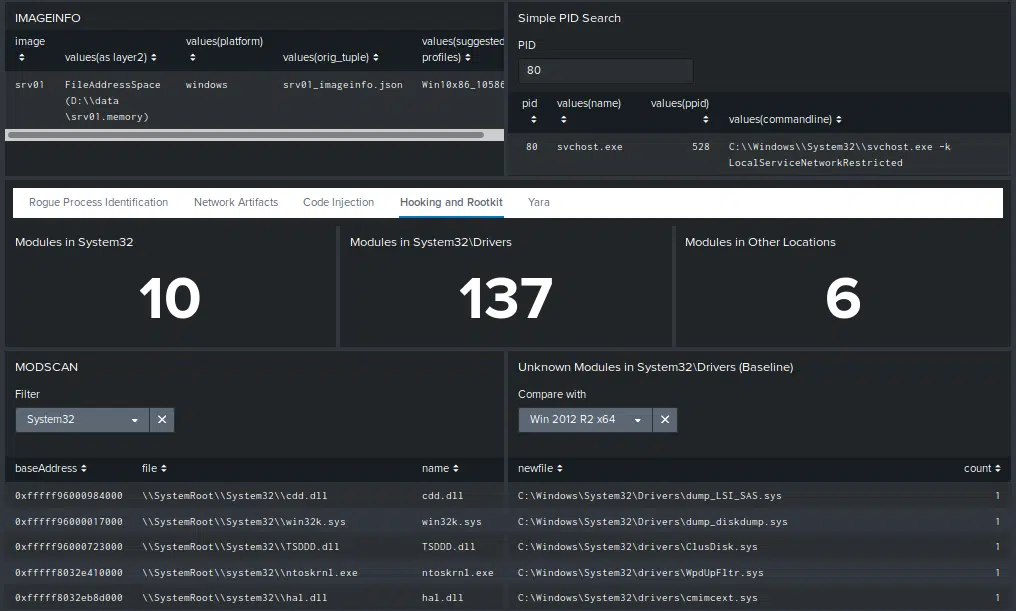 IMAGEINFO
image
values(as layer2)
values(platform)
values(orig_tuple)
values(suggested
profiles)
srv01
FileAddressSpace
(D:\\data
\srv01.memory)
windows
srv01_imageinfo.json
Win10x86_10586
Simple PID Search
PID
80
pid
values(name)
values(ppid)
values(commandline)
80
svchost.exe
528
C:\\Windows\\System32\\svchost.exe -k
LocalServiceNetworkRestricted
Rogue Process Identification
Network Artifacts
Code Injection
Hooking and Rootkit
Yara
Modules in System32
10
Modules in System32\Drivers
137
Modules in Other Locations
6
MODSCAN
Filter
System32
baseAddress
file
name
0xfffff96000984000 \\SystemRoot\\System32\\cdd.dll cdd.dll
0xfffff96000017000 \\SystemRoot\\System32\\win32k.sys win32k.sys
0xfffff96000723000 \\SystemRoot\\System32\\TSDDD.dll TSDDD.dll
0xfffff8032e410000 \\SystemRoot\\system32\\ntoskrnl.exe ntoskrnl.exe
0xfffff8032eb8d000 \\SystemRoot\\system32\\hal.dll hal.dll
Unknown Modules in System32\Drivers (Baseline)
Compare with
Win 2012 R2 x64
newfile
count
C:\Windows\System32\Drivers\dump_LSI_SAS.sys 1
C:\Windows\System32\Drivers\dump_diskdump.sys 1
C:\Windows\System32\drivers\ClusDisk.sys 1
C:\Windows\System32\drivers\WpdUpFltr.sys 1
C:\Windows\System32\drivers\cmimcext.sys 1